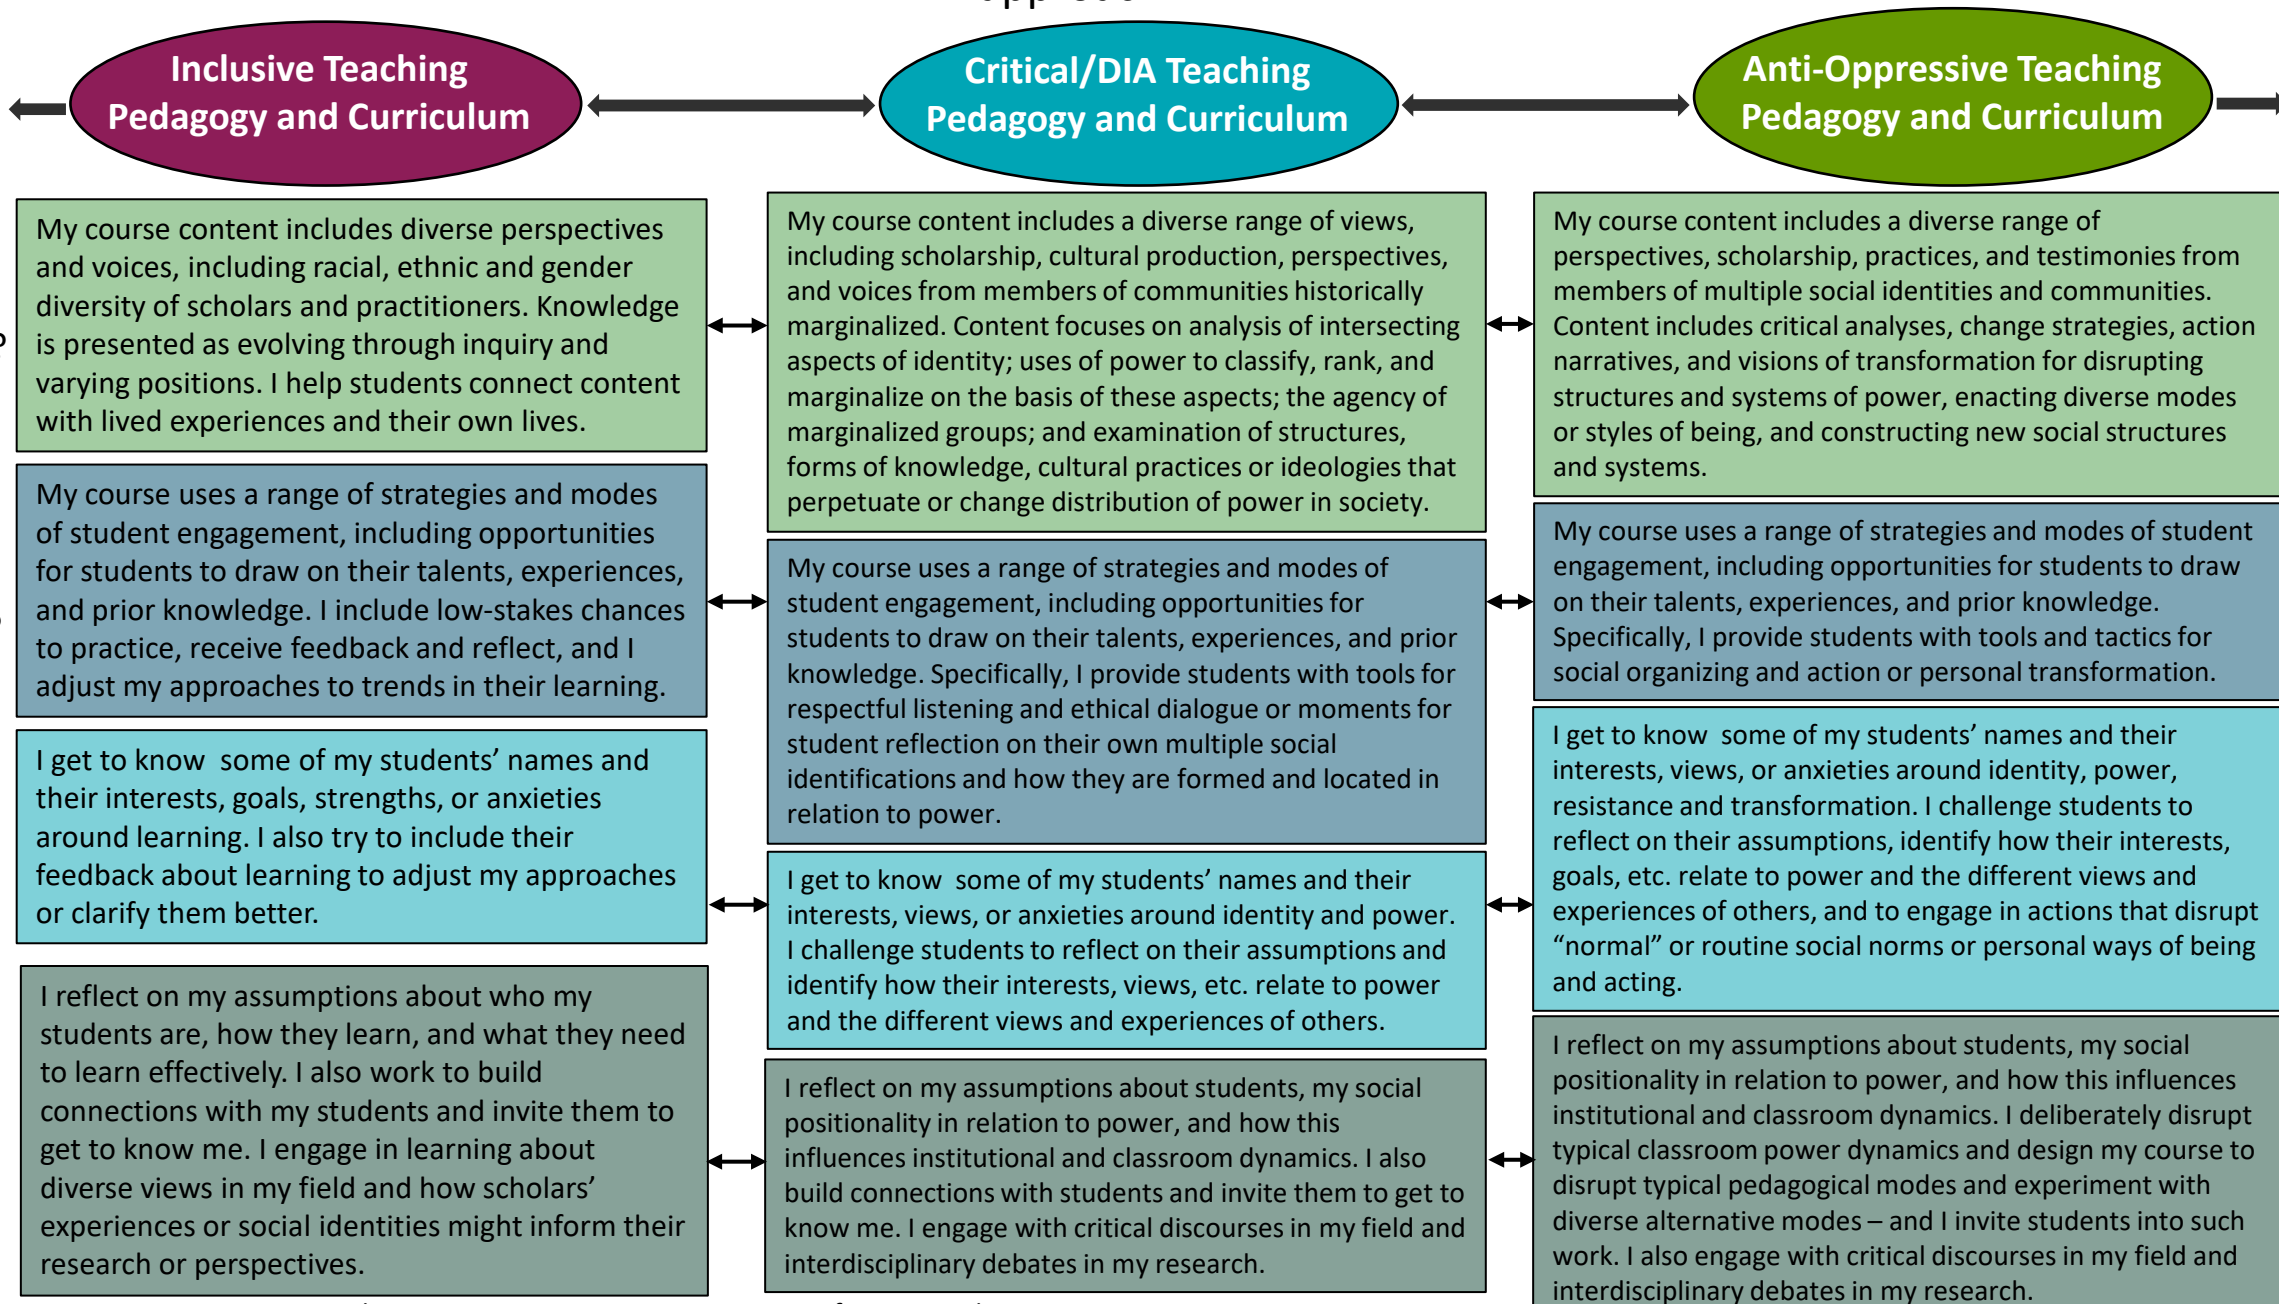 Inclusive Teaching
Pedagogy and Curriculum
Critical/DIA Teaching
Pedagogy and Curriculum
Anti-Oppressive Teaching
Pedagogy and Curriculum
My course content includes diverse perspectives
and voices, including racial, ethnic and gender
diversity of scholars and practitioners. Knowledge
is presented as evolving through inquiry and
varying positions. I help students connect content
with lived experiences and their own lives.
My course content includes a diverse range of views,
including scholarship, cultural production, perspectives,
and voices from members of communities historically
marginalized. Content focuses on analysis of intersecting
aspects of identity; uses of power to classify, rank, and
marginalize on the basis of these aspects; the agency of
marginalized groups; and examination of structures,
forms of knowledge, cultural practices or ideologies that
perpetuate or change distribution of power in society.
My course content includes a diverse range of
perspectives, scholarship, practices, and testimonies from
members of multiple social identities and communities.
Content includes critical analyses, change strategies, action
narratives, and visions of transformation for disrupting
structures and systems of power, enacting diverse modes
or styles of being, and constructing new social structures
and systems.
My course uses a range of strategies and modes
of student engagement, including opportunities
for students to draw on their talents, experiences,
and prior knowledge. I include low-stakes chances
to practice, receive feedback and reflect, and I
adjust my approaches to trends in their learning.
My course uses a range of strategies and modes of
student engagement, including opportunities for
students to draw on their talents, experiences, and prior
knowledge. Specifically, I provide students with tools for
respectful listening and ethical dialogue or moments for
student reflection on their own multiple social
identifications and how they are formed and located in
relation to power.
My course uses a range of strategies and modes of student
engagement, including opportunities for students to draw
on their talents, experiences, and prior knowledge.
Specifically, I provide students with tools and tactics for
social organizing and action or personal transformation.
I get to know some of my students’ names and
their interests, goals, strengths, or anxieties
around learning. I also try to include their
feedback about learning to adjust my approaches
or clarify them better.
I get to know some of my students’ names and their
interests, views, or anxieties around identity and power.
I challenge students to reflect on their assumptions and
identify how their interests, views, etc. relate to power
and the different views and experiences of others.
I get to know some of my students’ names and their
interests, views, or anxieties around identity, power,
resistance and transformation. I challenge students to
reflect on their assumptions, identify how their interests,
goals, etc. relate to power and the different views and
experiences of others, and to engage in actions that disrupt
“normal” or routine social norms or personal ways of being
and acting.
I reflect on my assumptions about who my
students are, how they learn, and what they need
to learn effectively. I also work to build
connections with my students and invite them to
get to know me. I engage in learning about
diverse views in my field and how scholars’
experiences or social identities might inform their
research or perspectives.
I reflect on my assumptions about students, my social
positionality in relation to power, and how this
influences institutional and classroom dynamics. I also
build connections with students and invite them to get to
know me. I engage with critical discourses in my field and
interdisciplinary debates in my research.
I reflect on my assumptions about students, my social
positionality in relation to power, and how this influences
institutional and classroom dynamics. I deliberately disrupt
typical classroom power dynamics and design my course to
disrupt typical pedagogical modes and experiment with
diverse alternative modes – and I invite students into such
work. I also engage with critical discourses in my field and
interdisciplinary debates in my research.